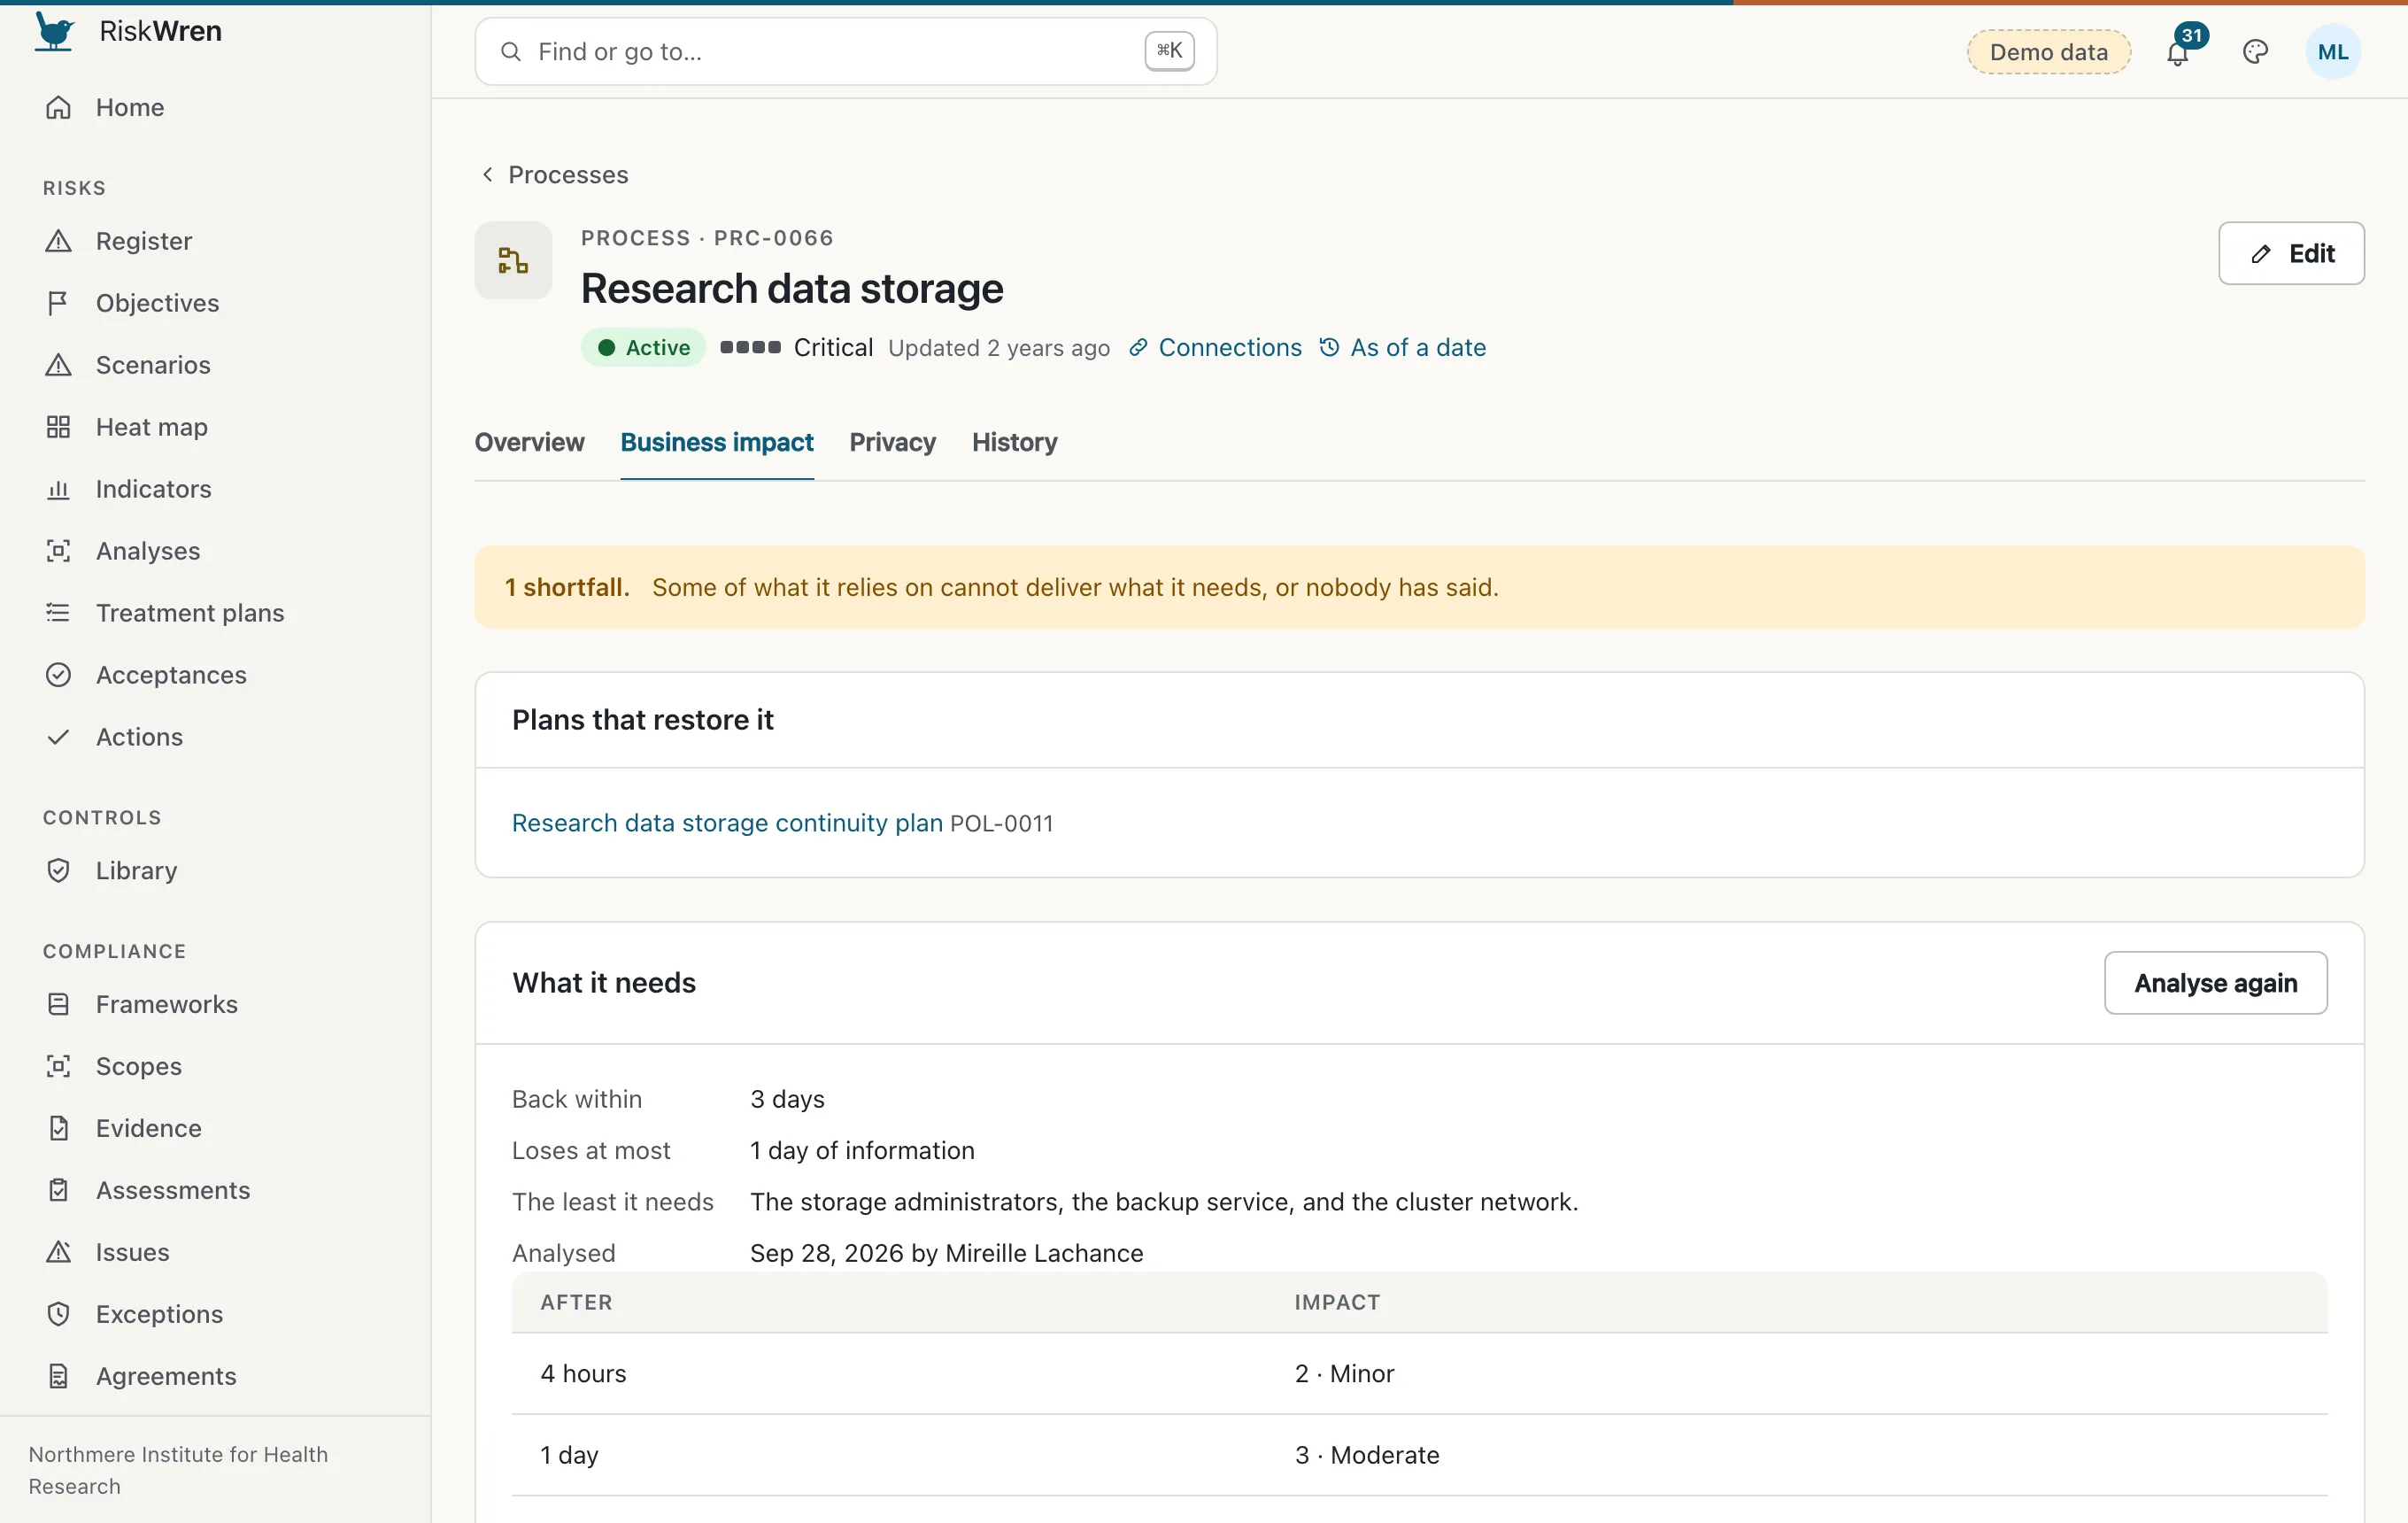 RiskWren
Find or go to...
⌘K
Demo data
31
ML
Home
RISKS
Register
Objectives
Scenarios
Heat map
Indicators
Analyses
Treatment plans
Acceptances
Actions
CONTROLS
Library
COMPLIANCE
Frameworks
Scopes
Evidence
Assessments
Issues
Exceptions
Agreements
Northmere Institute for Health
Research
Processes
PROCESS · PRC-0066
Research data storage
Edit
Active Critical Updated 2 years ago Connections As of a date
Overview Business impact Privacy History
1 shortfall. Some of what it relies on cannot deliver what it needs, or nobody has said.
Plans that restore it
Research data storage continuity plan POL-0011
What it needs
Analyse again
Back within 3 days
Loses at most 1 day of information
The least it needs The storage administrators, the backup service, and the cluster network.
Analysed Sep 28, 2026 by Mireille Lachance
AFTER IMPACT
4 hours 2 · Minor
1 day 3 · Moderate